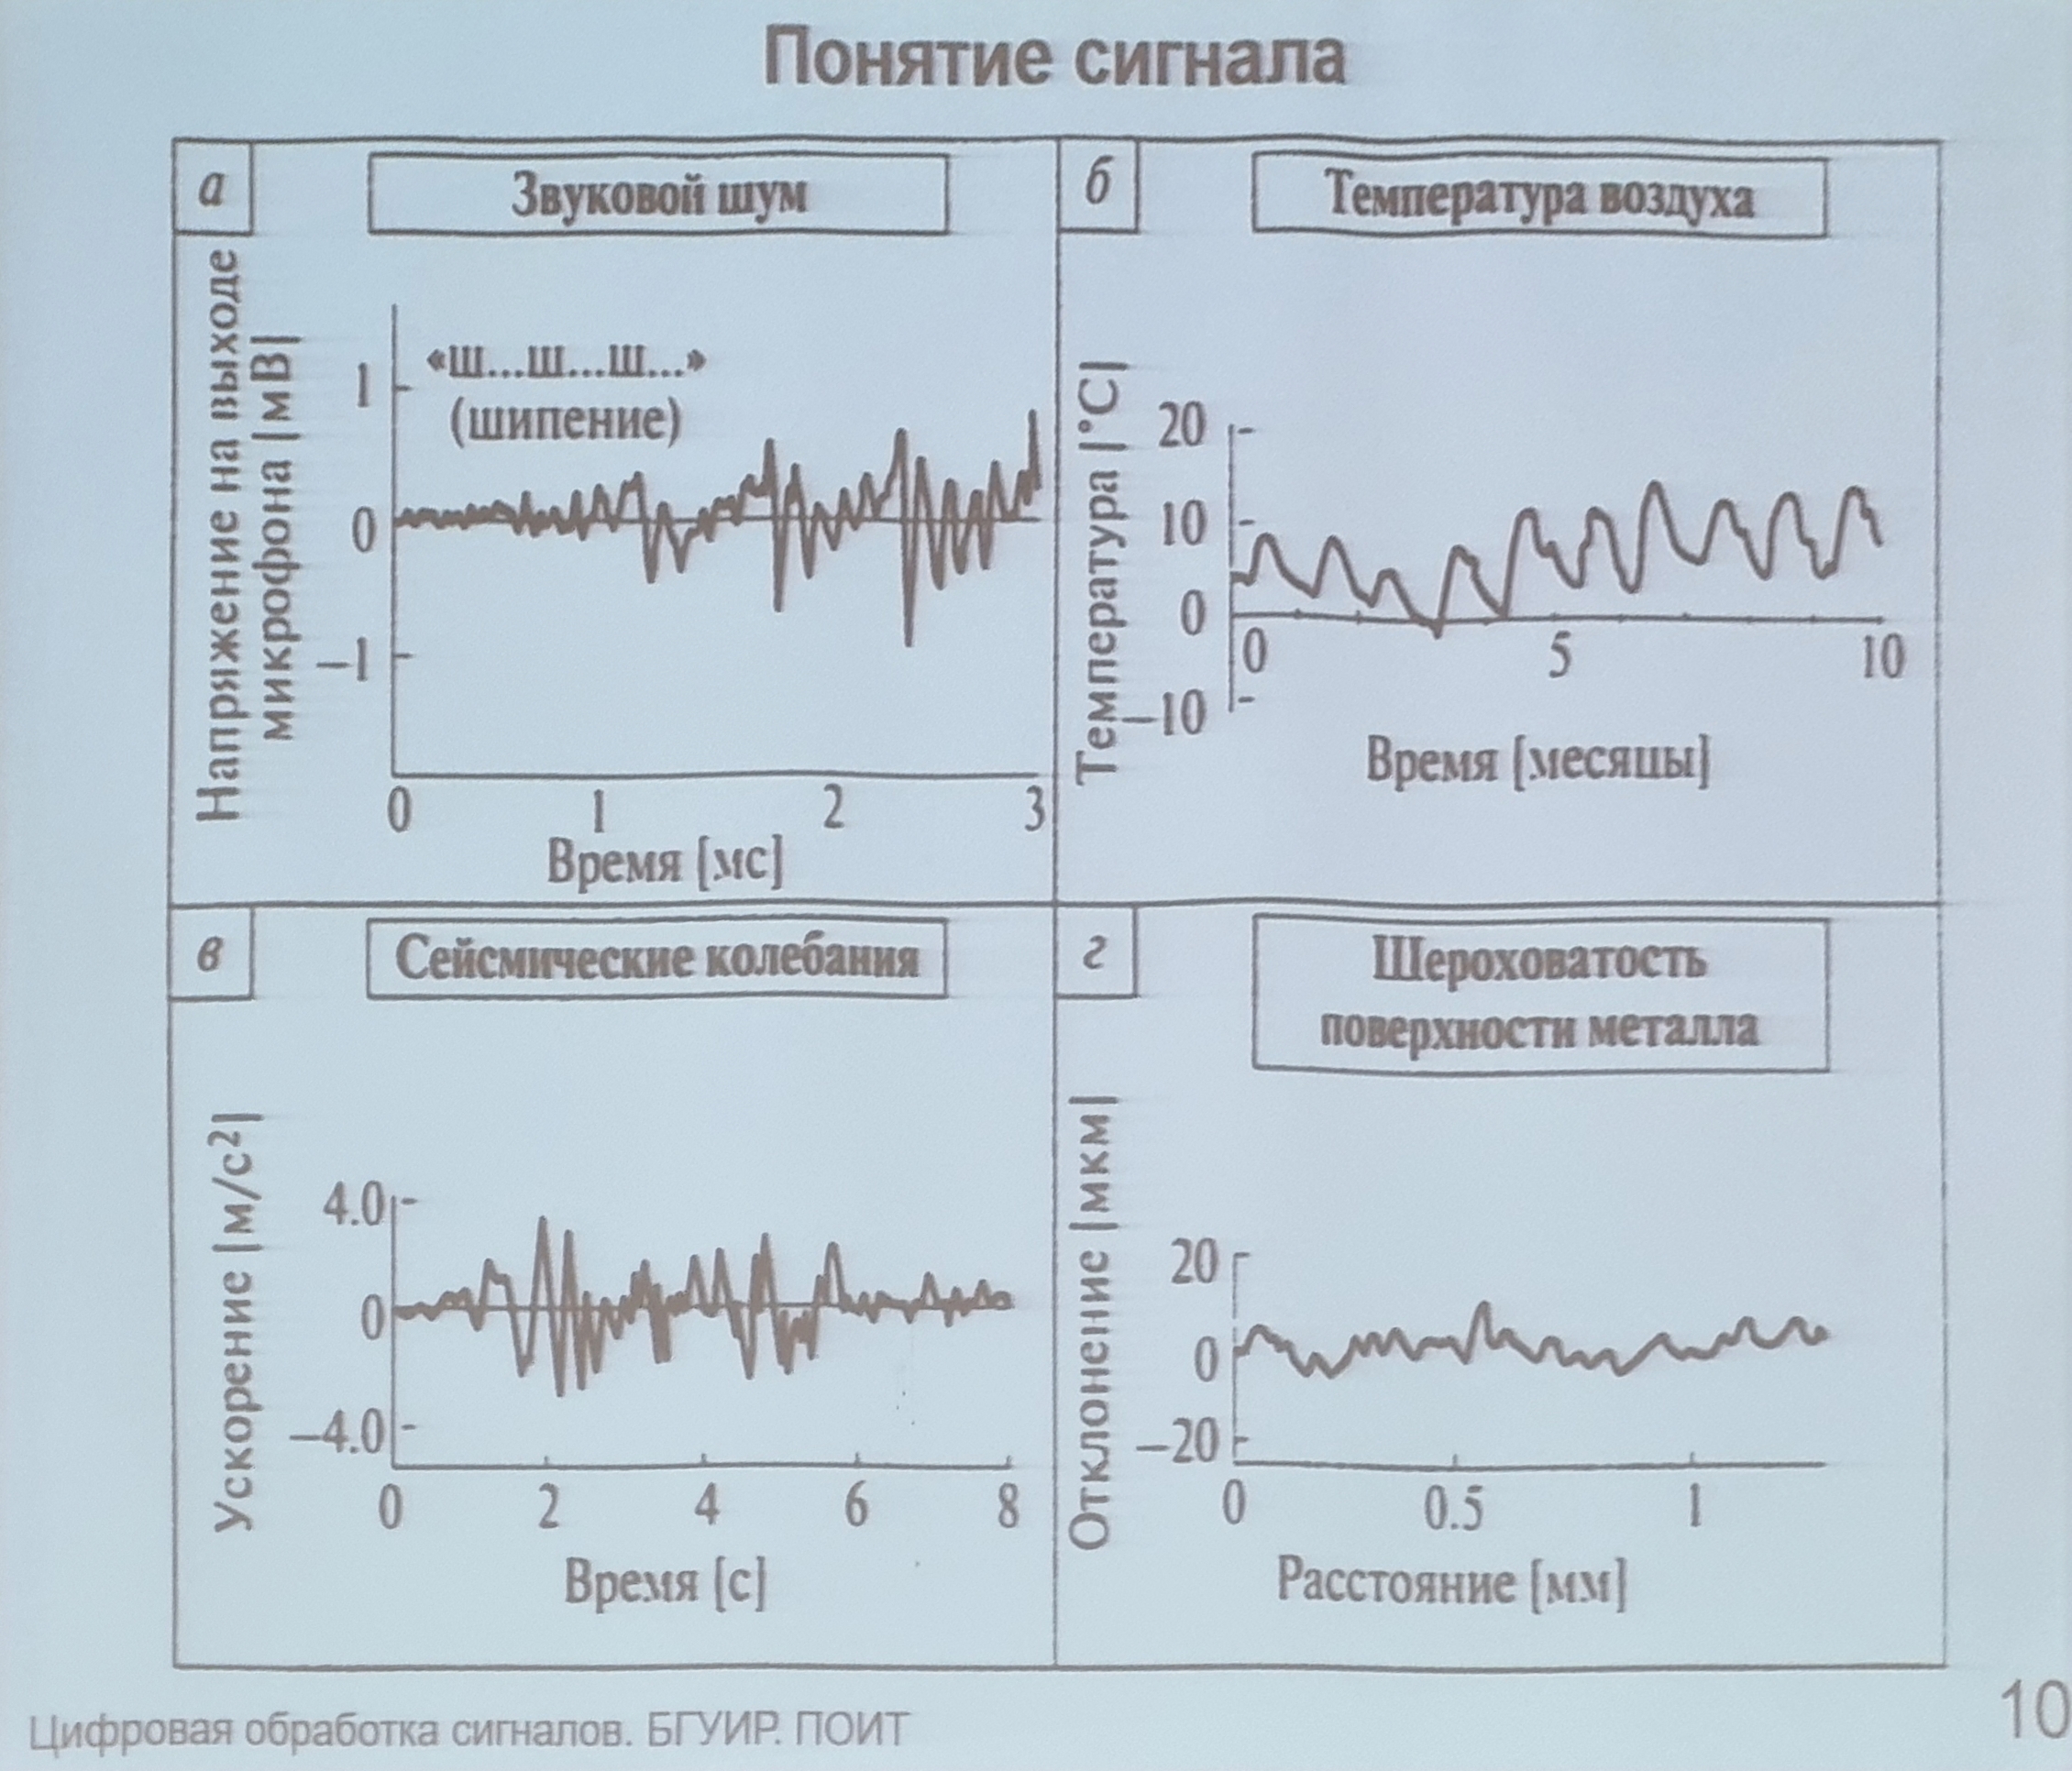 Понятие сигнала
а
Звуковой шум
Напряжение на выходе
микрофона [мВ]
«Ш...Ш...Ш...»
(шипение)
1
0
–1
0 1 2 3
Время [мс]
б
Температура воздуха
Температура [°С]
20
10
0
–10
0 5 10
Время [месяцы]
в
Сейсмические колебания
Ускорение [м/с²]
4.0
0
–4.0
0 2 4 6 8
Время [с]
г
Шероховатость
поверхности металла
Отклонение [мкм]
20
0
–20
0 0.5 1
Расстояние [мм]
Цифровая обработка сигналов. БГУИР. ПОИТ
10